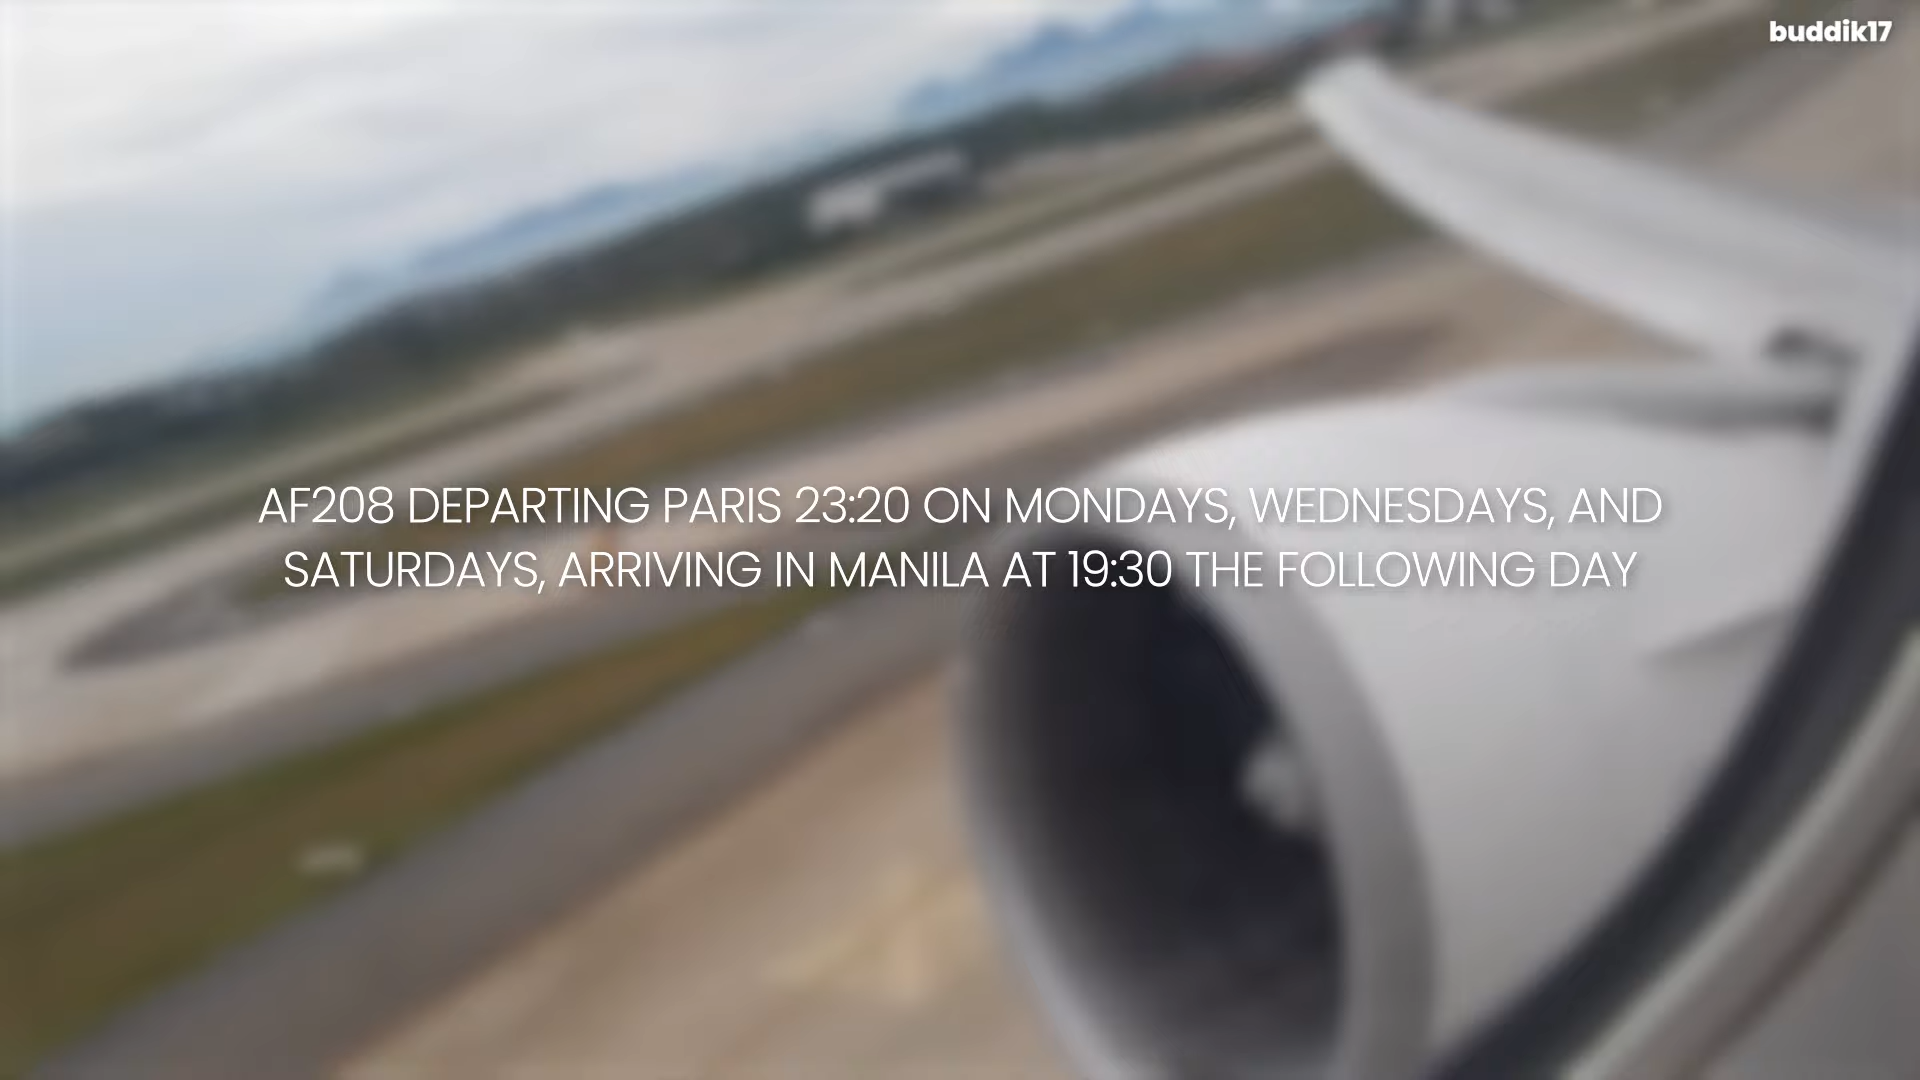 buddik17
AF208 DEPARTING PARIS 23:20 ON MONDAYS, WEDNESDAYS, AND
SATURDAYS, ARRIVING IN MANILA AT 19:30 THE FOLLOWING DAY